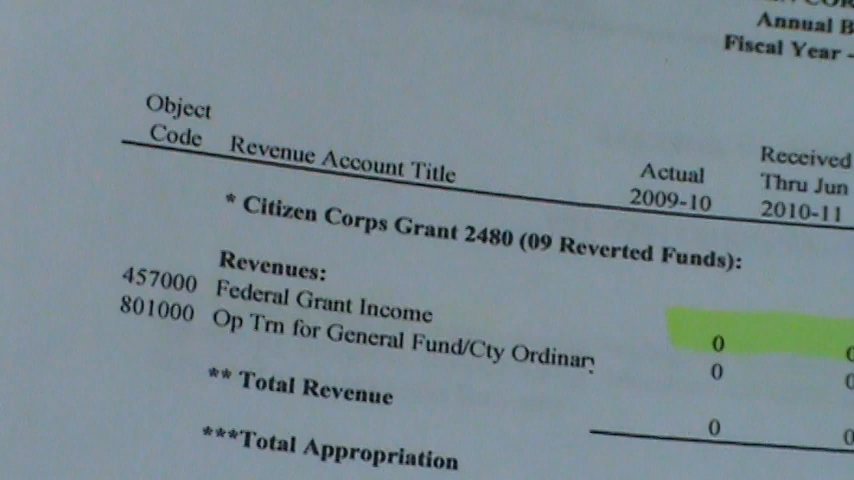 Annual B
Fiscal Year -
Object
Code Revenue Account Title Actual 2009-10 Received Thru Jun 2010-11
* Citizen Corps Grant 2480 (09 Reverted Funds):
Revenues:
457000 Federal Grant Income 0 0
801000 Op Trn for General Fund/Cty Ordinary 0 0
** Total Revenue 0 0
***Total Appropriation